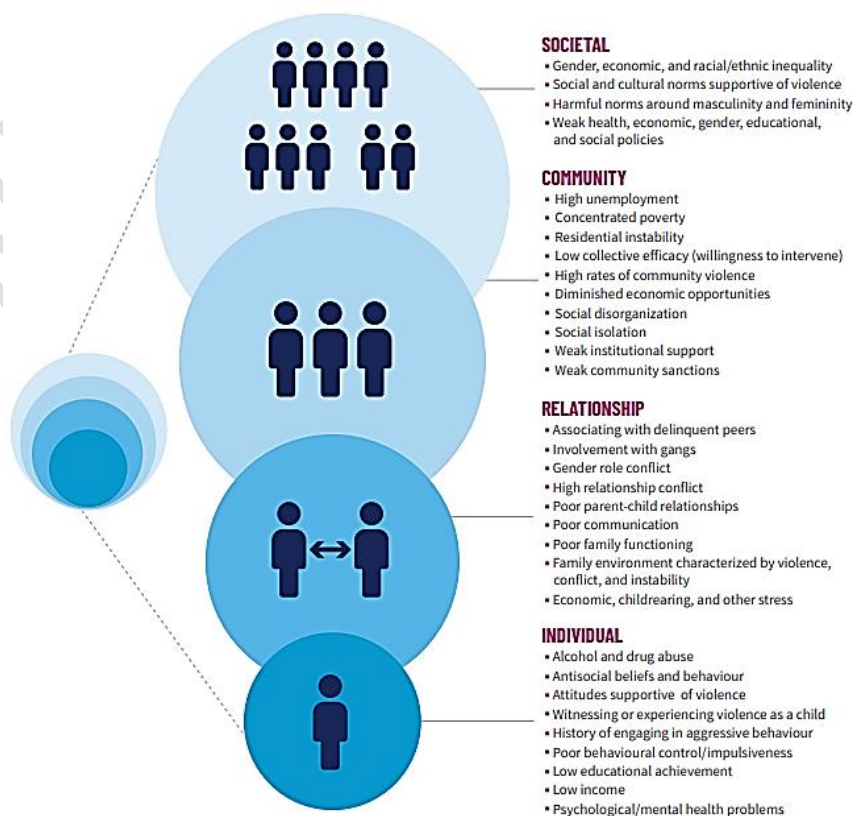 SOCIETAL
▪ Gender, economic, and racial/ethnic inequality
▪ Social and cultural norms supportive of violence
▪ Harmful norms around masculinity and femininity
▪ Weak health, economic, gender, educational,
and social policies
COMMUNITY
▪ High unemployment
▪ Concentrated poverty
▪ Residential instability
▪ Low collective efficacy (willingness to intervene)
▪ High rates of community violence
▪ Diminished economic opportunities
▪ Social disorganization
▪ Social isolation
▪ Weak institutional support
▪ Weak community sanctions
RELATIONSHIP
▪ Associating with delinquent peers
▪ Involvement with gangs
▪ Gender role conflict
▪ High relationship conflict
▪ Poor parent-child relationships
▪ Poor communication
▪ Poor family functioning
▪ Family environment characterized by violence,
conflict, and instability
▪ Economic, childrearing, and other stress
INDIVIDUAL
▪ Alcohol and drug abuse
▪ Antisocial beliefs and behaviour
▪ Attitudes supportive of violence
▪ Witnessing or experiencing violence as a child
▪ History of engaging in aggressive behaviour
▪ Poor behavioural control/impulsiveness
▪ Low educational achievement
▪ Low income
▪ Psychological/mental health problems